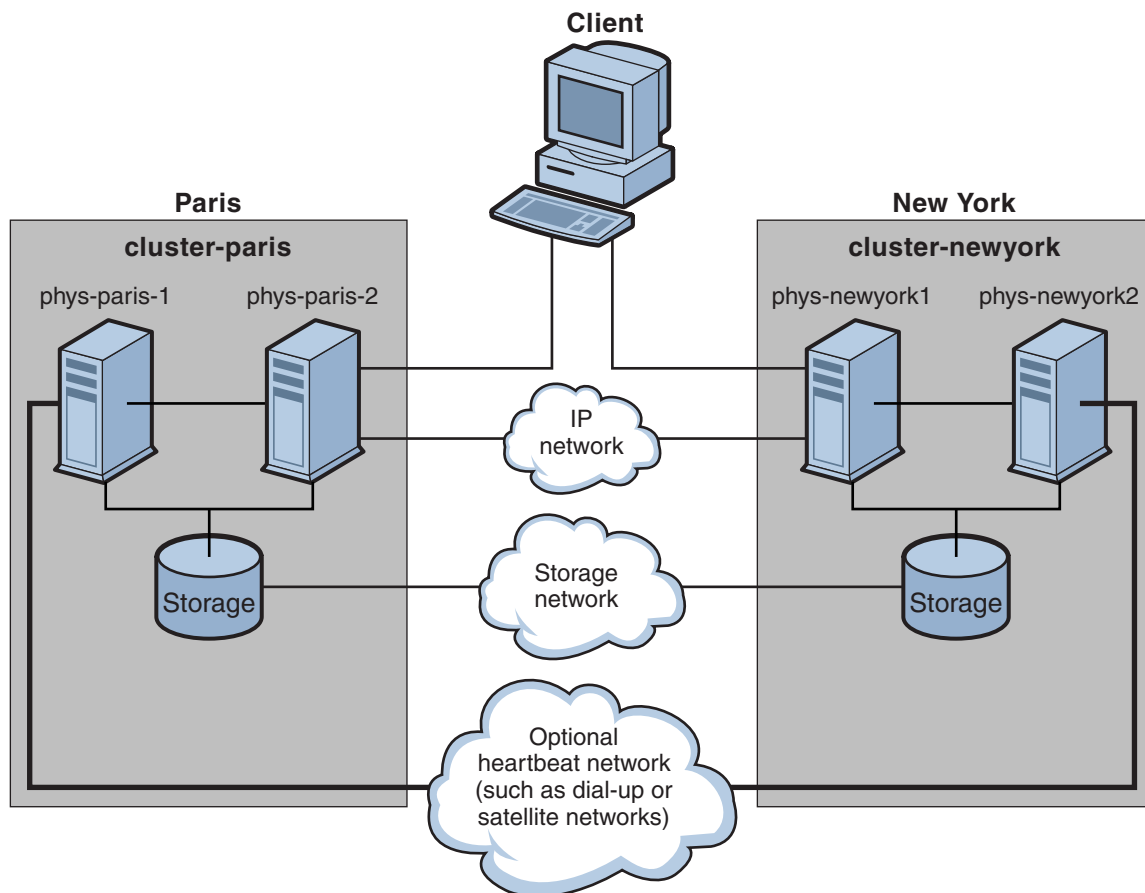 Client
Paris
New York
cluster-paris
cluster-newyork
phys-paris-1
phys-paris-2
phys-newyork1
phys-newyork2
IP
network
Storage
network
Storage
Storage
Optional
heartbeat network
(such as dial-up or
satellite networks)